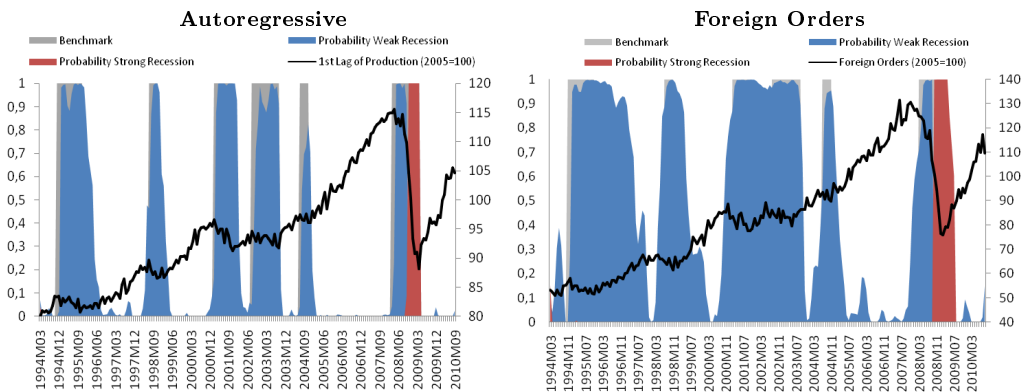 Autoregressive
Benchmark Probability Weak Recession
Probability Strong Recession 1st Lag of Production (2005=100)
1 120
0,9
0,8 115
0,7 110
0,6 105
0,5 100
0,4 95
0,3 90
0,2
0,1 85
0 80
1994M03
1994M12
1995M09
1996M06
1997M03
1997M12
1998M09
1999M06
2000M03
2000M12
2001M09
2002M06
2003M03
2003M12
2004M09
2005M06
2006M03
2006M12
2007M09
2008M06
2009M03
2009M12
2010M09
Foreign Orders
Benchmark Probability Weak Recession
Probability Strong Recession Foreign Orders (2005=100)
1 140
0,9 130
0,8 120
0,7 110
0,6 100
0,5 90
0,4 80
0,3 70
0,2 60
0,1 50
0 40
1994M03
1994M11
1995M07
1996M03
1996M11
1997M07
1998M03
1998M11
1999M07
2000M03
2000M11
2001M07
2002M03
2002M11
2003M07
2004M03
2004M11
2005M07
2006M03
2006M11
2007M07
2008M03
2008M11
2009M07
2010M03